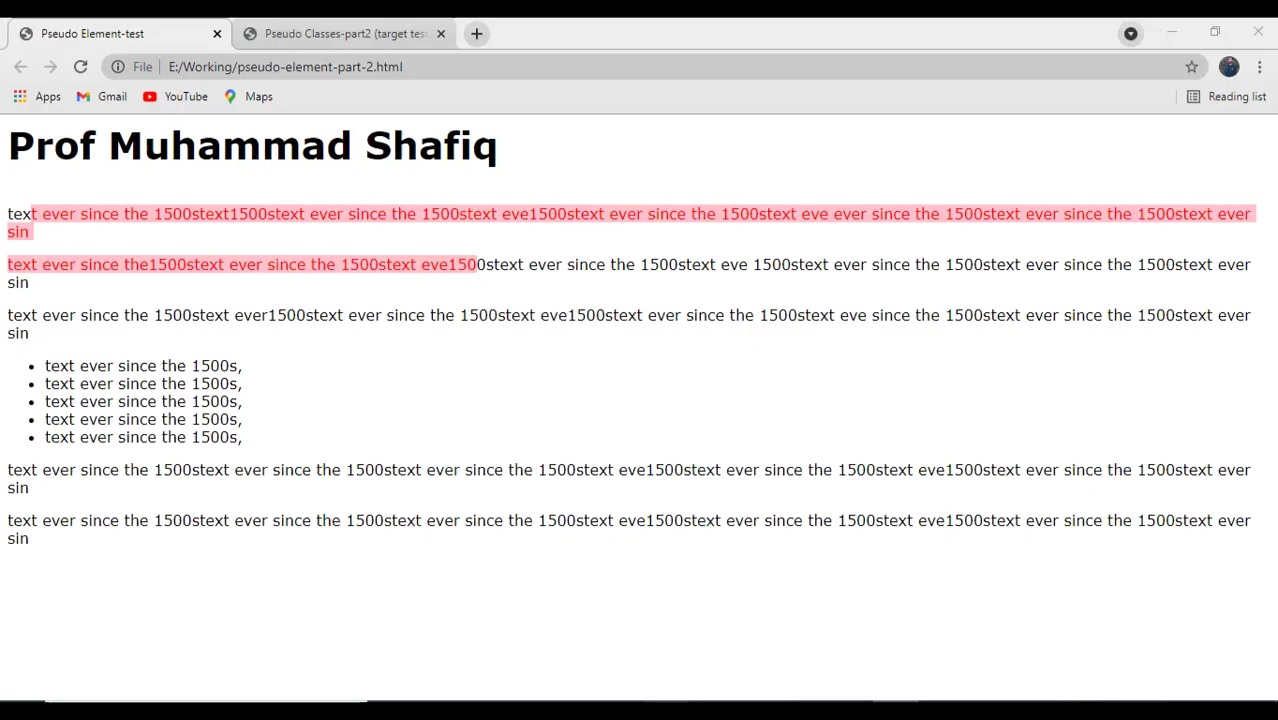 Pseudo Element-test
Pseudo Classes-part2 (target tes
File
E:/Working/pseudo-element-part-2.html
Apps
Gmail
YouTube
Maps
Reading list
Prof Muhammad Shafiq
text ever since the 1500stext1500stext ever since the 1500stext eve1500stext ever since the 1500stext eve ever since the 1500stext ever since the 1500stext ever
sin
text ever since the1500stext ever since the 1500stext eve1500stext ever since the 1500stext eve 1500stext ever since the 1500stext ever since the 1500stext ever
sin
text ever since the 1500stext ever1500stext ever since the 1500stext eve1500stext ever since the 1500stext eve since the 1500stext ever since the 1500stext ever
sin
• text ever since the 1500s,
• text ever since the 1500s,
• text ever since the 1500s,
• text ever since the 1500s,
• text ever since the 1500s,
text ever since the 1500stext ever since the 1500stext ever since the 1500stext eve1500stext ever since the 1500stext eve1500stext ever since the 1500stext ever
sin
text ever since the 1500stext ever since the 1500stext ever since the 1500stext eve1500stext ever since the 1500stext eve1500stext ever since the 1500stext ever
sin